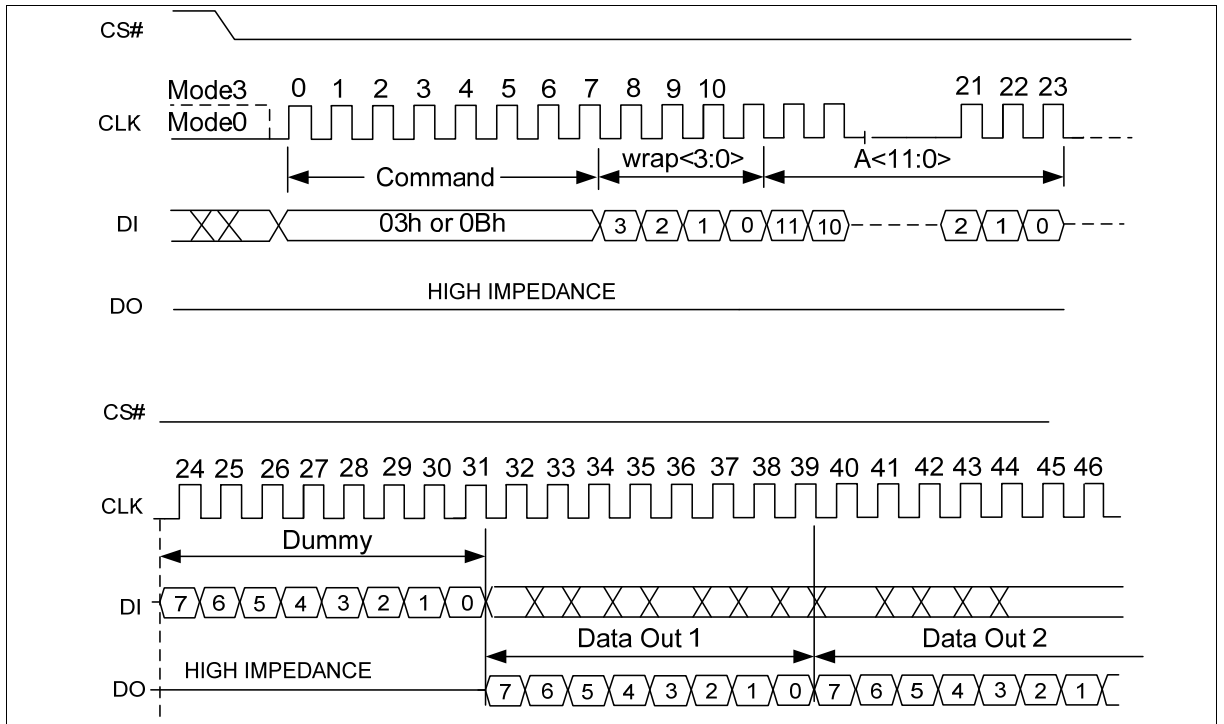 CS#
Mode3 0 1 2 3 4 5 6 7 8 9 10 21 22 23
CLK Mode0
Command wrap<3:0> A<11:0>
DI 03h or 0Bh 3 2 1 0 11 10 2 1 0
HIGH IMPEDANCE
DO
CS#
24 25 26 27 28 29 30 31 32 33 34 35 36 37 38 39 40 41 42 43 44 45 46
CLK
Dummy
DI 7 6 5 4 3 2 1 0
Data Out 1 Data Out 2
HIGH IMPEDANCE
DO 7 6 5 4 3 2 1 0 7 6 5 4 3 2 1